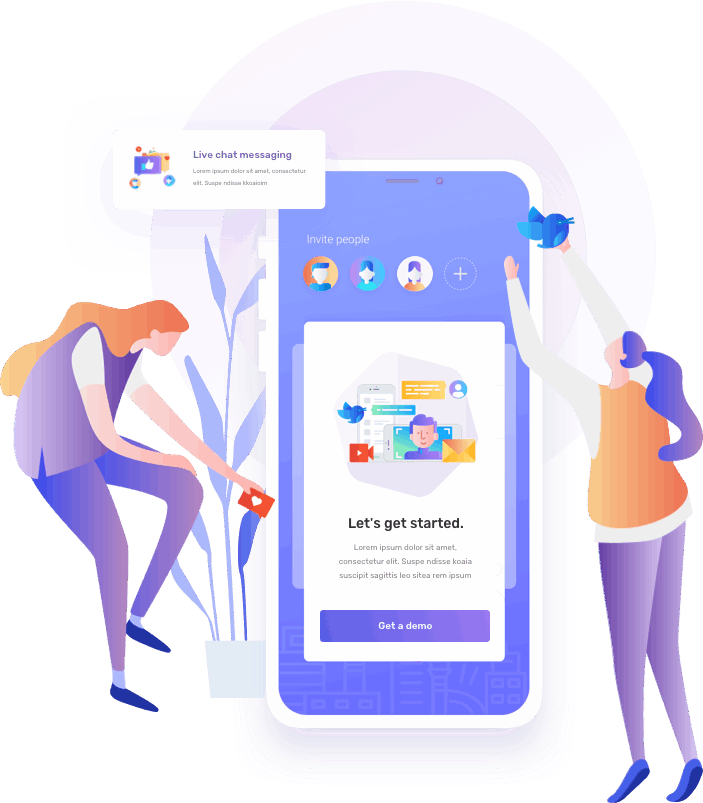 Live chat messaging
Lorem ipsum dolor sit amet, consectetur
elit. Suspe ndisse kkoaioim
Invite people
Let's get started.
Lorem ipsum dolor sit amet,
consectetur elit. Suspe ndisse koaia
suscipit sagittis leo sitea rem ipsum
Get a demo